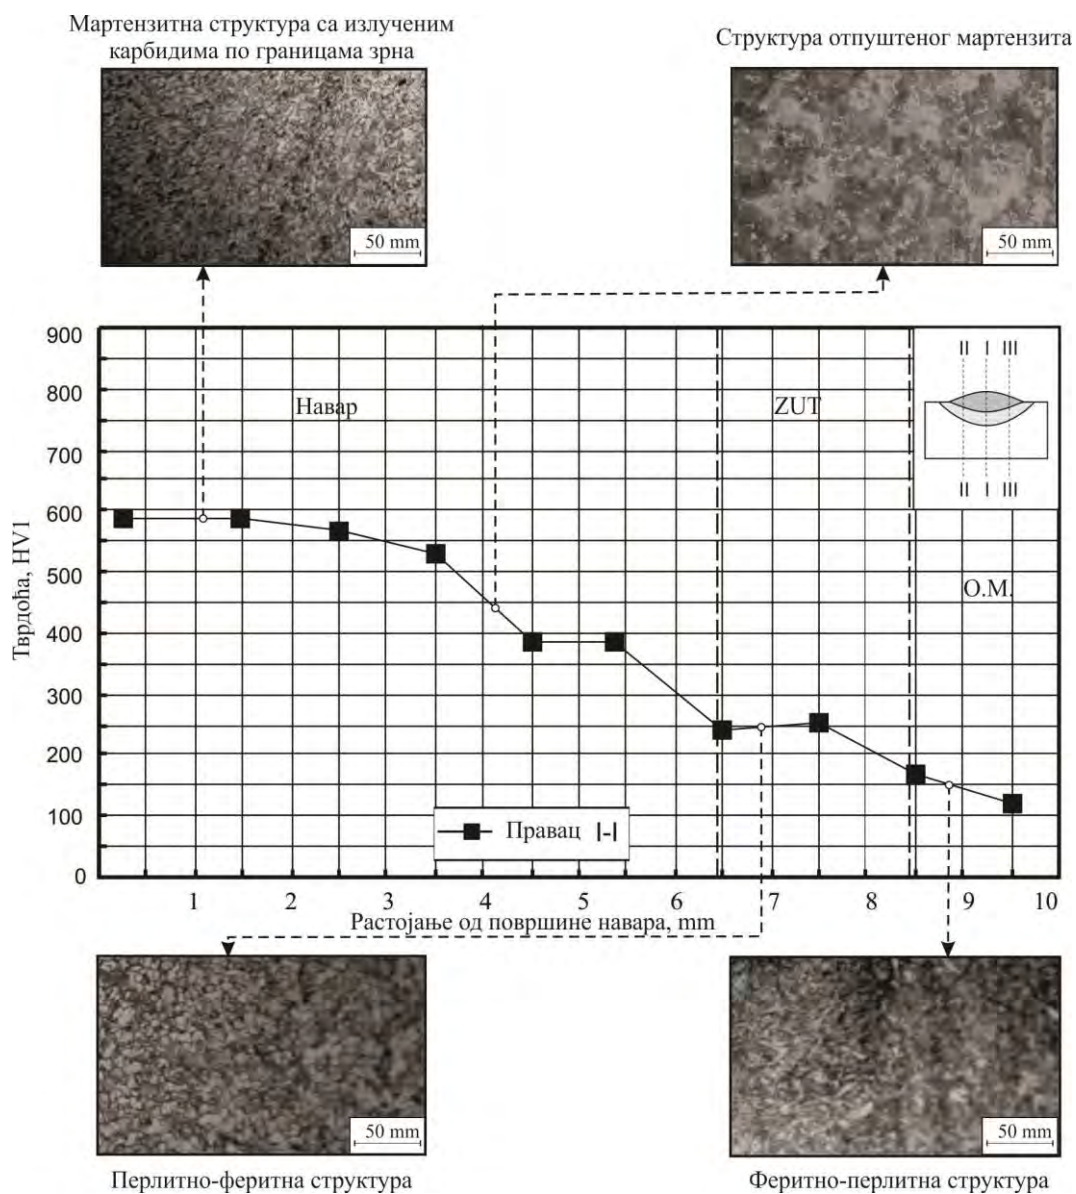 Мартензитна структура са излученим
карбидима по границама зрна
Структура отпуштеног мартензита
50 mm
50 mm
900
800
700
600
500
400
300
200
100
0
Тврдоћа, HV1
Навар
ZUT
О.М.
II I III
II I III
Правац I-I
1 2 3 4 5 6 7 8 9 10
Растојање од површине навара, mm
50 mm
50 mm
Перлитно-феритна структура
Феритно-перлитна структура